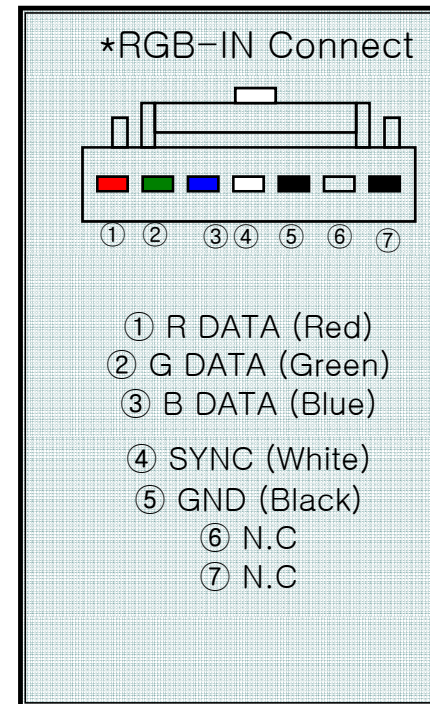 *RGB-IN Connect
① ② ③ ④ ⑤ ⑥ ⑦
① R DATA (Red)
② G DATA (Green)
③ B DATA (Blue)
④ SYNC (White)
⑤ GND (Black)
⑥ N.C
⑦ N.C